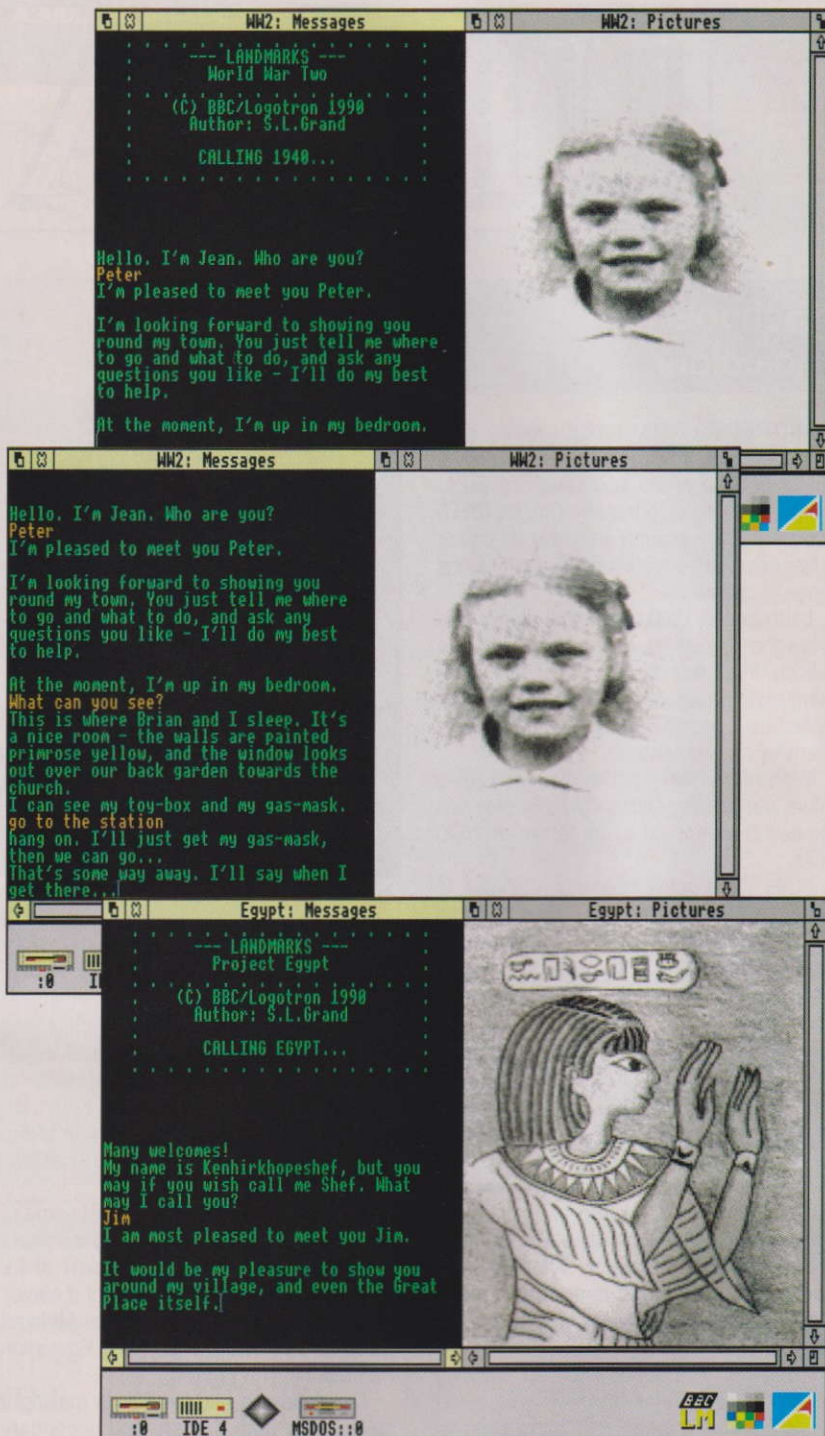 WW2: Messages
WW2: Pictures
--- LANDMARKS ---
World War Two
(C) BBC/Logotron 1990
Author: S.L.Grand
CALLING 1940...
Hello. I'm Jean. Who are you?
Peter
I'm pleased to meet you Peter.
I'm looking forward to showing you
round my town. You just tell me where
to go and what to do, and ask any
questions you like - I'll do my best
to help.
At the moment, I'm up in my bedroom.
WW2: Messages
WW2: Pictures
Hello. I'm Jean. Who are you?
Peter
I'm pleased to meet you Peter.
I'm looking forward to showing you
round my town. You just tell me where
to go and what to do, and ask any
questions you like - I'll do my best
to help.
At the moment, I'm up in my bedroom.
What can you see?
This is where Brian and I sleep. It's
a nice room - the walls are painted
primrose yellow, and the window looks
out over our back garden towards the
church.
I can see my toy-box and my gas-mask.
go to the station
hang on. I'll just get my gas-mask,
then we can go...
That's some way away. I'll say when I
get there...
:0
Egypt: Messages
Egypt: Pictures
--- LANDMARKS ---
Project Egypt
(C) BBC/Logotron 1990
Author: S.L.Grand
CALLING EGYPT...
Many welcomes!
My name is Kenhirkhopeshef, but you
may if you wish call me Shef. What
may I call you?
Jim
I am most pleased to meet you Jim.
It would be my pleasure to show you
around my village, and even the Great
Place itself.
:0 IDE 4 MSDOS::0
BBC
LM